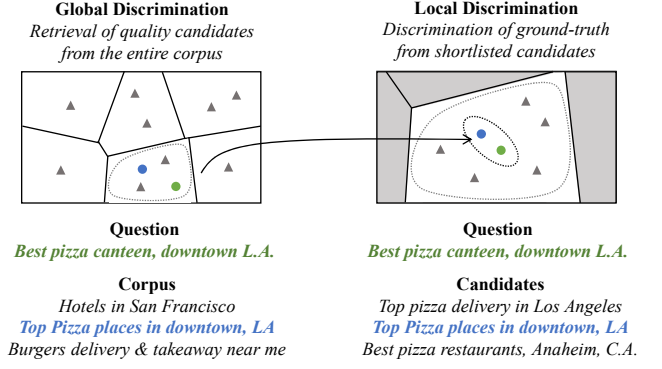 Global Discrimination
Retrieval of quality candidates
from the entire corpus
Question
Best pizza canteen, downtown L.A.
Corpus
Hotels in San Francisco
Top Pizza places in downtown, LA
Burgers delivery & takeaway near me
Local Discrimination
Discrimination of ground-truth
from shortlisted candidates
Question
Best pizza canteen, downtown L.A.
Candidates
Top pizza delivery in Los Angeles
Top Pizza places in downtown, LA
Best pizza restaurants, Anaheim, C.A.